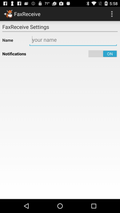 5:58
FaxReceive
FaxReceive Settings
Name your name
Notifications ON